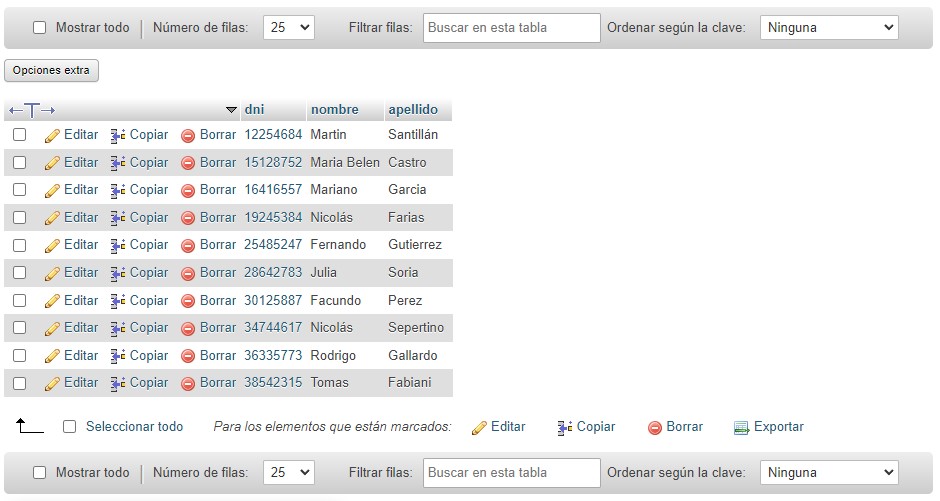 Mostrar todo Número de filas: 25 Filtrar filas: Buscar en esta tabla Ordenar según la clave: Ninguna
Opciones extra
dni nombre apellido
Editar Copiar Borrar 12254684 Martin Santillán
Editar Copiar Borrar 15128752 Maria Belen Castro
Editar Copiar Borrar 16416557 Mariano Garcia
Editar Copiar Borrar 19245384 Nicolás Farias
Editar Copiar Borrar 25485247 Fernando Gutierrez
Editar Copiar Borrar 28642783 Julia Soria
Editar Copiar Borrar 30125887 Facundo Perez
Editar Copiar Borrar 34744617 Nicolás Sepertino
Editar Copiar Borrar 36335773 Rodrigo Gallardo
Editar Copiar Borrar 38542315 Tomas Fabiani
Seleccionar todo Para los elementos que están marcados: Editar Copiar Borrar Exportar
Mostrar todo Número de filas: 25 Filtrar filas: Buscar en esta tabla Ordenar según la clave: Ninguna